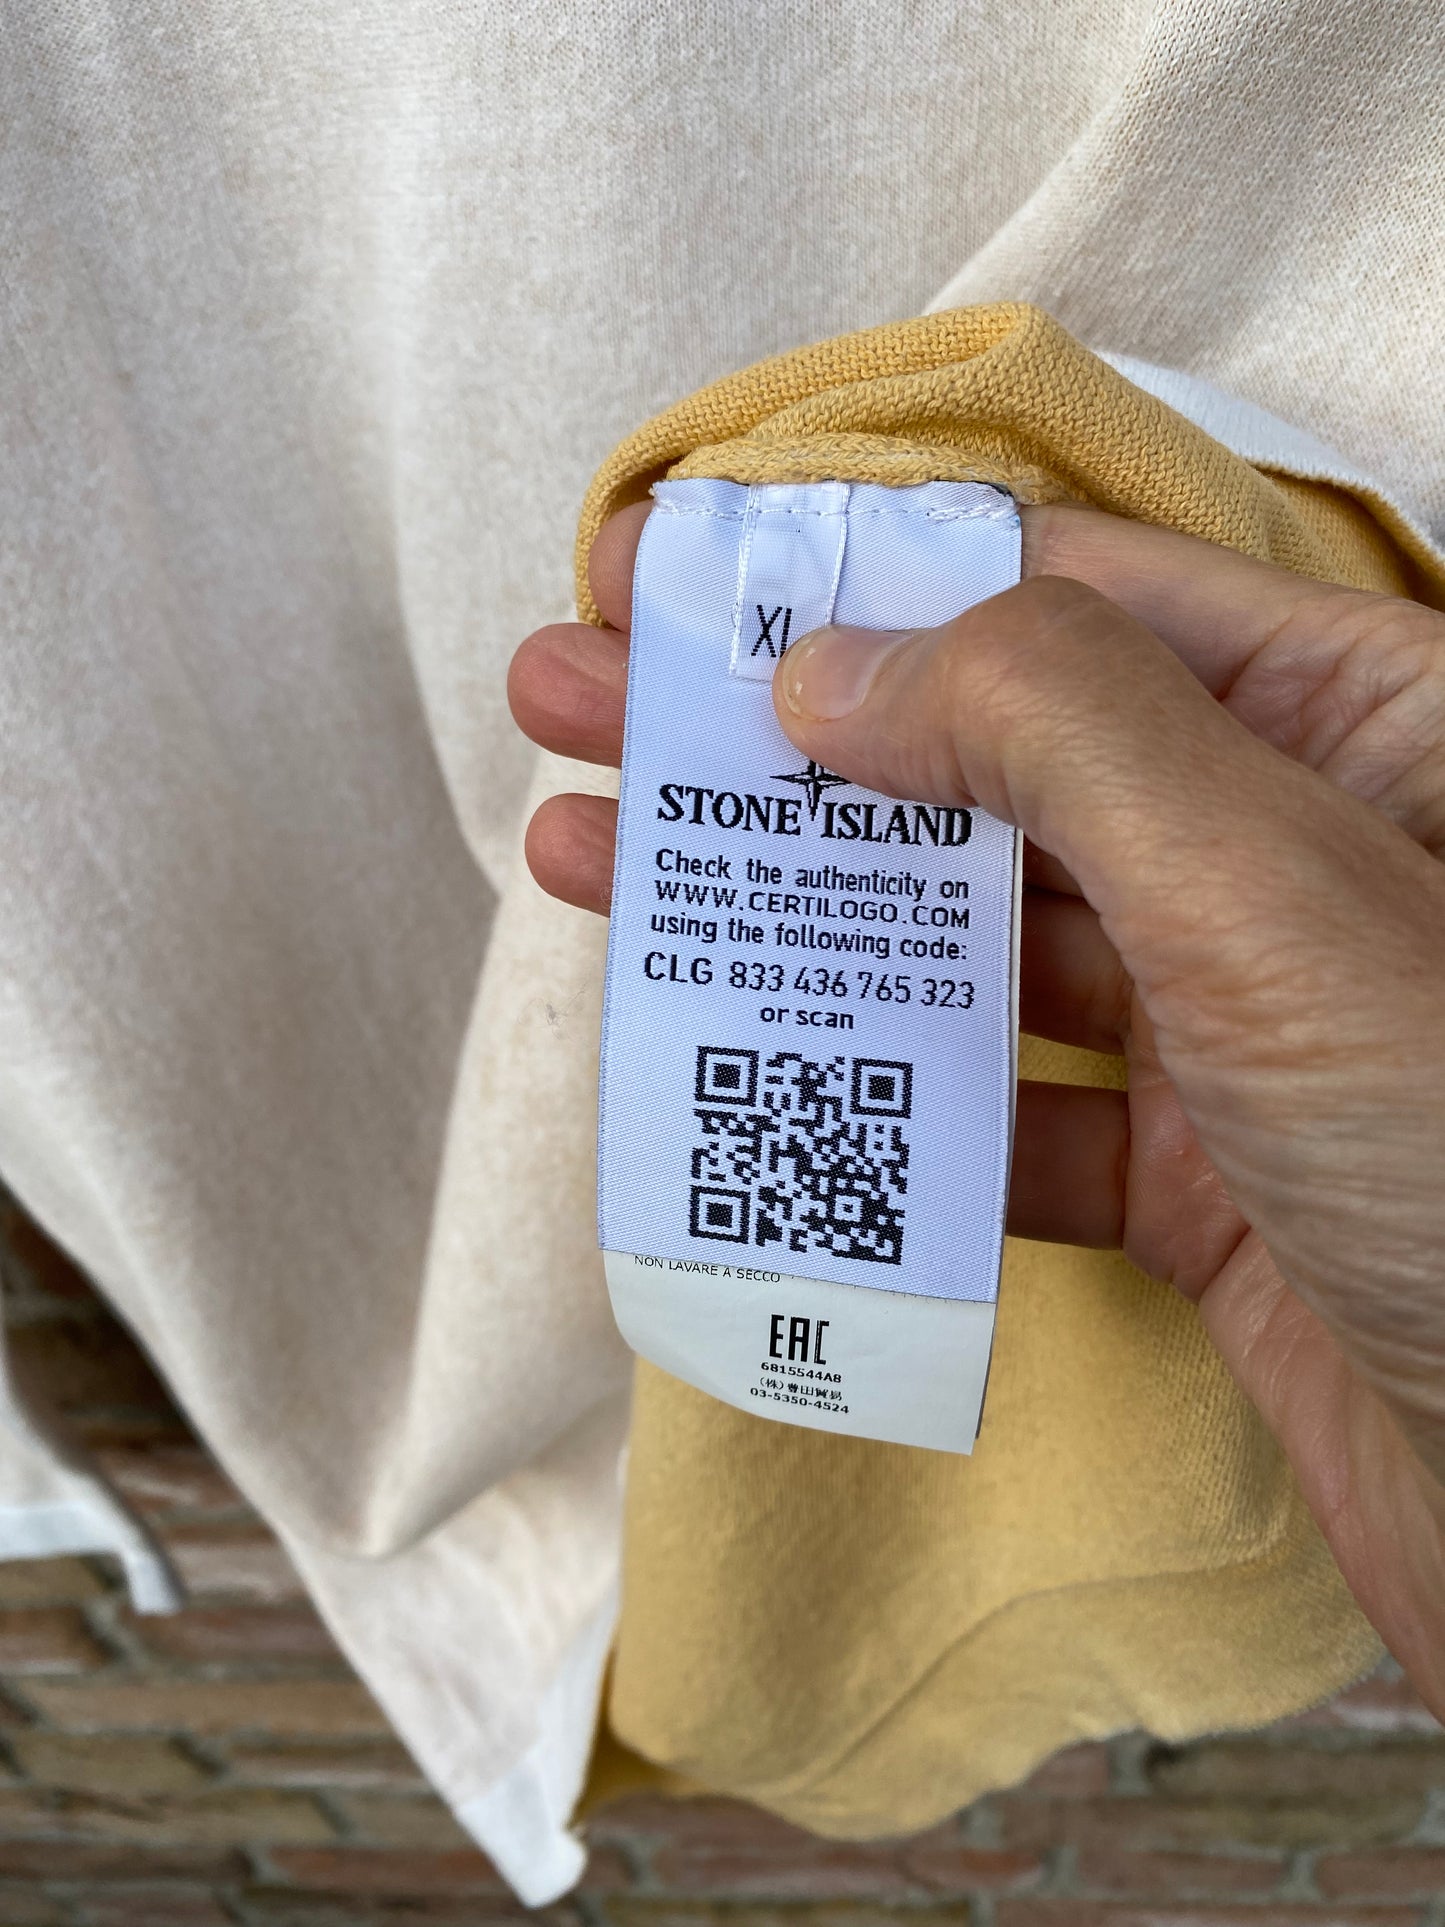 XL
STONE ISLAND
Check the authenticity on
WWW.CERTILOGO.COM
using the following code:
CLG 833 436 765 323
or scan
NON LAVARE A SECCO
EAC
6815544A8
(株)豊田貿易
03-5350-4524